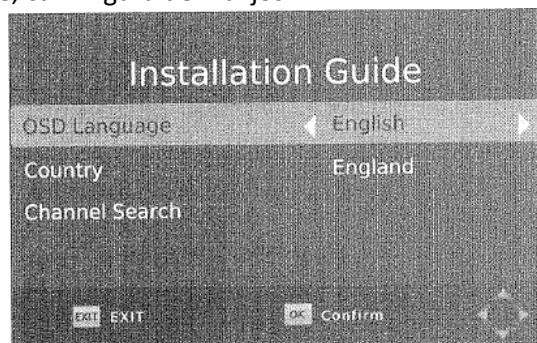 Installation Guide
OSD Language English
Country England
Channel Search
EXIT EXIT OK Confirm